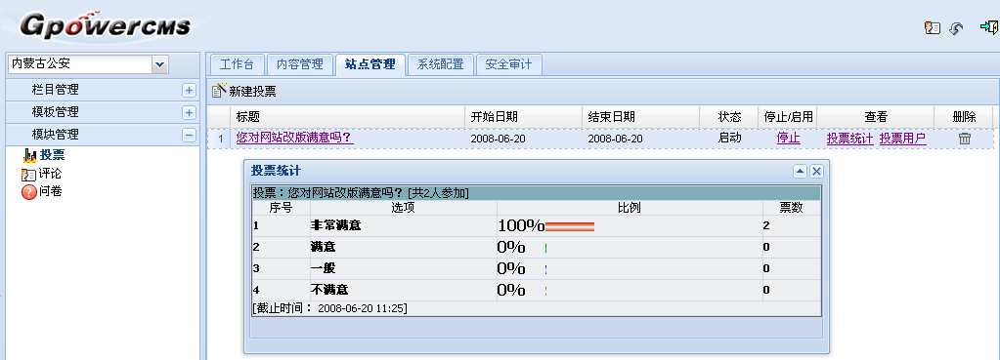 GPowerCMS
内蒙古公安
工作台 内容管理 站点管理 系统配置 安全审计
栏目管理
模板管理
模块管理
投票
评论
问卷
新建投票
标题 开始日期 结束日期 状态 停止/启用 查看 删除
1 您对网站改版满意吗？ 2008-06-20 2008-06-20 启动 停止 投票统计 投票用户
投票统计
投票：您对网站改版满意吗？ [共2人参加]
序号 选项 比例 票数
1 非常满意 100% 2
2 满意 0% 0
3 一般 0% 0
4 不满意 0% 0
[截止时间： 2008-06-20 11:25]